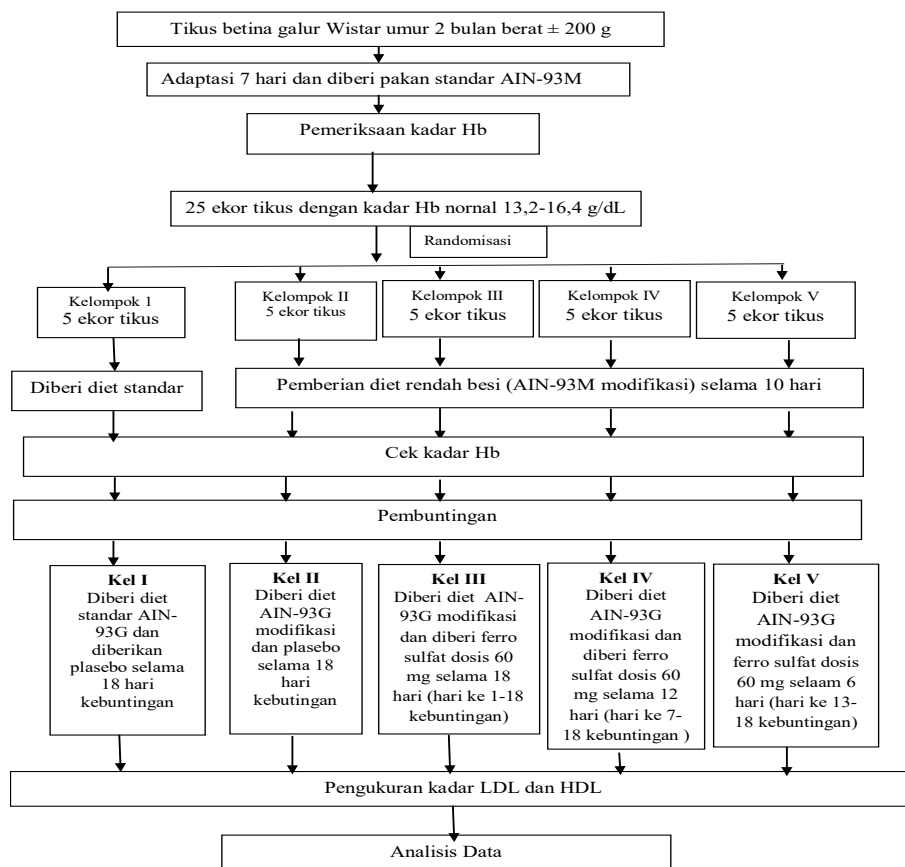 Tikus betina galur Wistar umur 2 bulan berat ± 200 g
Adaptasi 7 hari dan diberi pakan standar AIN-93M
Pemeriksaan kadar Hb
25 ekor tikus dengan kadar Hb nornal 13,2-16,4 g/dL
Randomisasi
Kelompok 1
5 ekor tikus
Kelompok II
5 ekor tikus
Kelompok III
5 ekor tikus
Kelompok IV
5 ekor tikus
Kelompok V
5 ekor tikus
Diberi diet standar
Pemberian diet rendah besi (AIN-93M modifikasi) selama 10 hari
Cek kadar Hb
Pembuntingan
Kel I
Diberi diet
standar AIN-
93G dan
diberikan
plasebo selama
18 hari
kebuntingan
Kel II
Diberi diet
AIN-93G
modifikasi
dan plasebo
selama 18
hari
kebutingan
Kel III
Diberi diet AIN-
93G modifikasi
dan diberi ferro
sulfat dosis 60
mg selama 18
hari (hari ke 1-18
kebuntingan)
Kel IV
Diberi diet
AIN-93G
modifikasi dan
diberi ferro
sulfat dosis 60
mg selama 12
hari (hari ke 7-
18 kebuntingan )
Kel V
Diberi diet
AIN-93G
modifikasi dan
ferro sulfat dosis
60 mg selaam 6
hari (hari ke 13-
18 kebuntingan)
Pengukuran kadar LDL dan HDL
Analisis Data